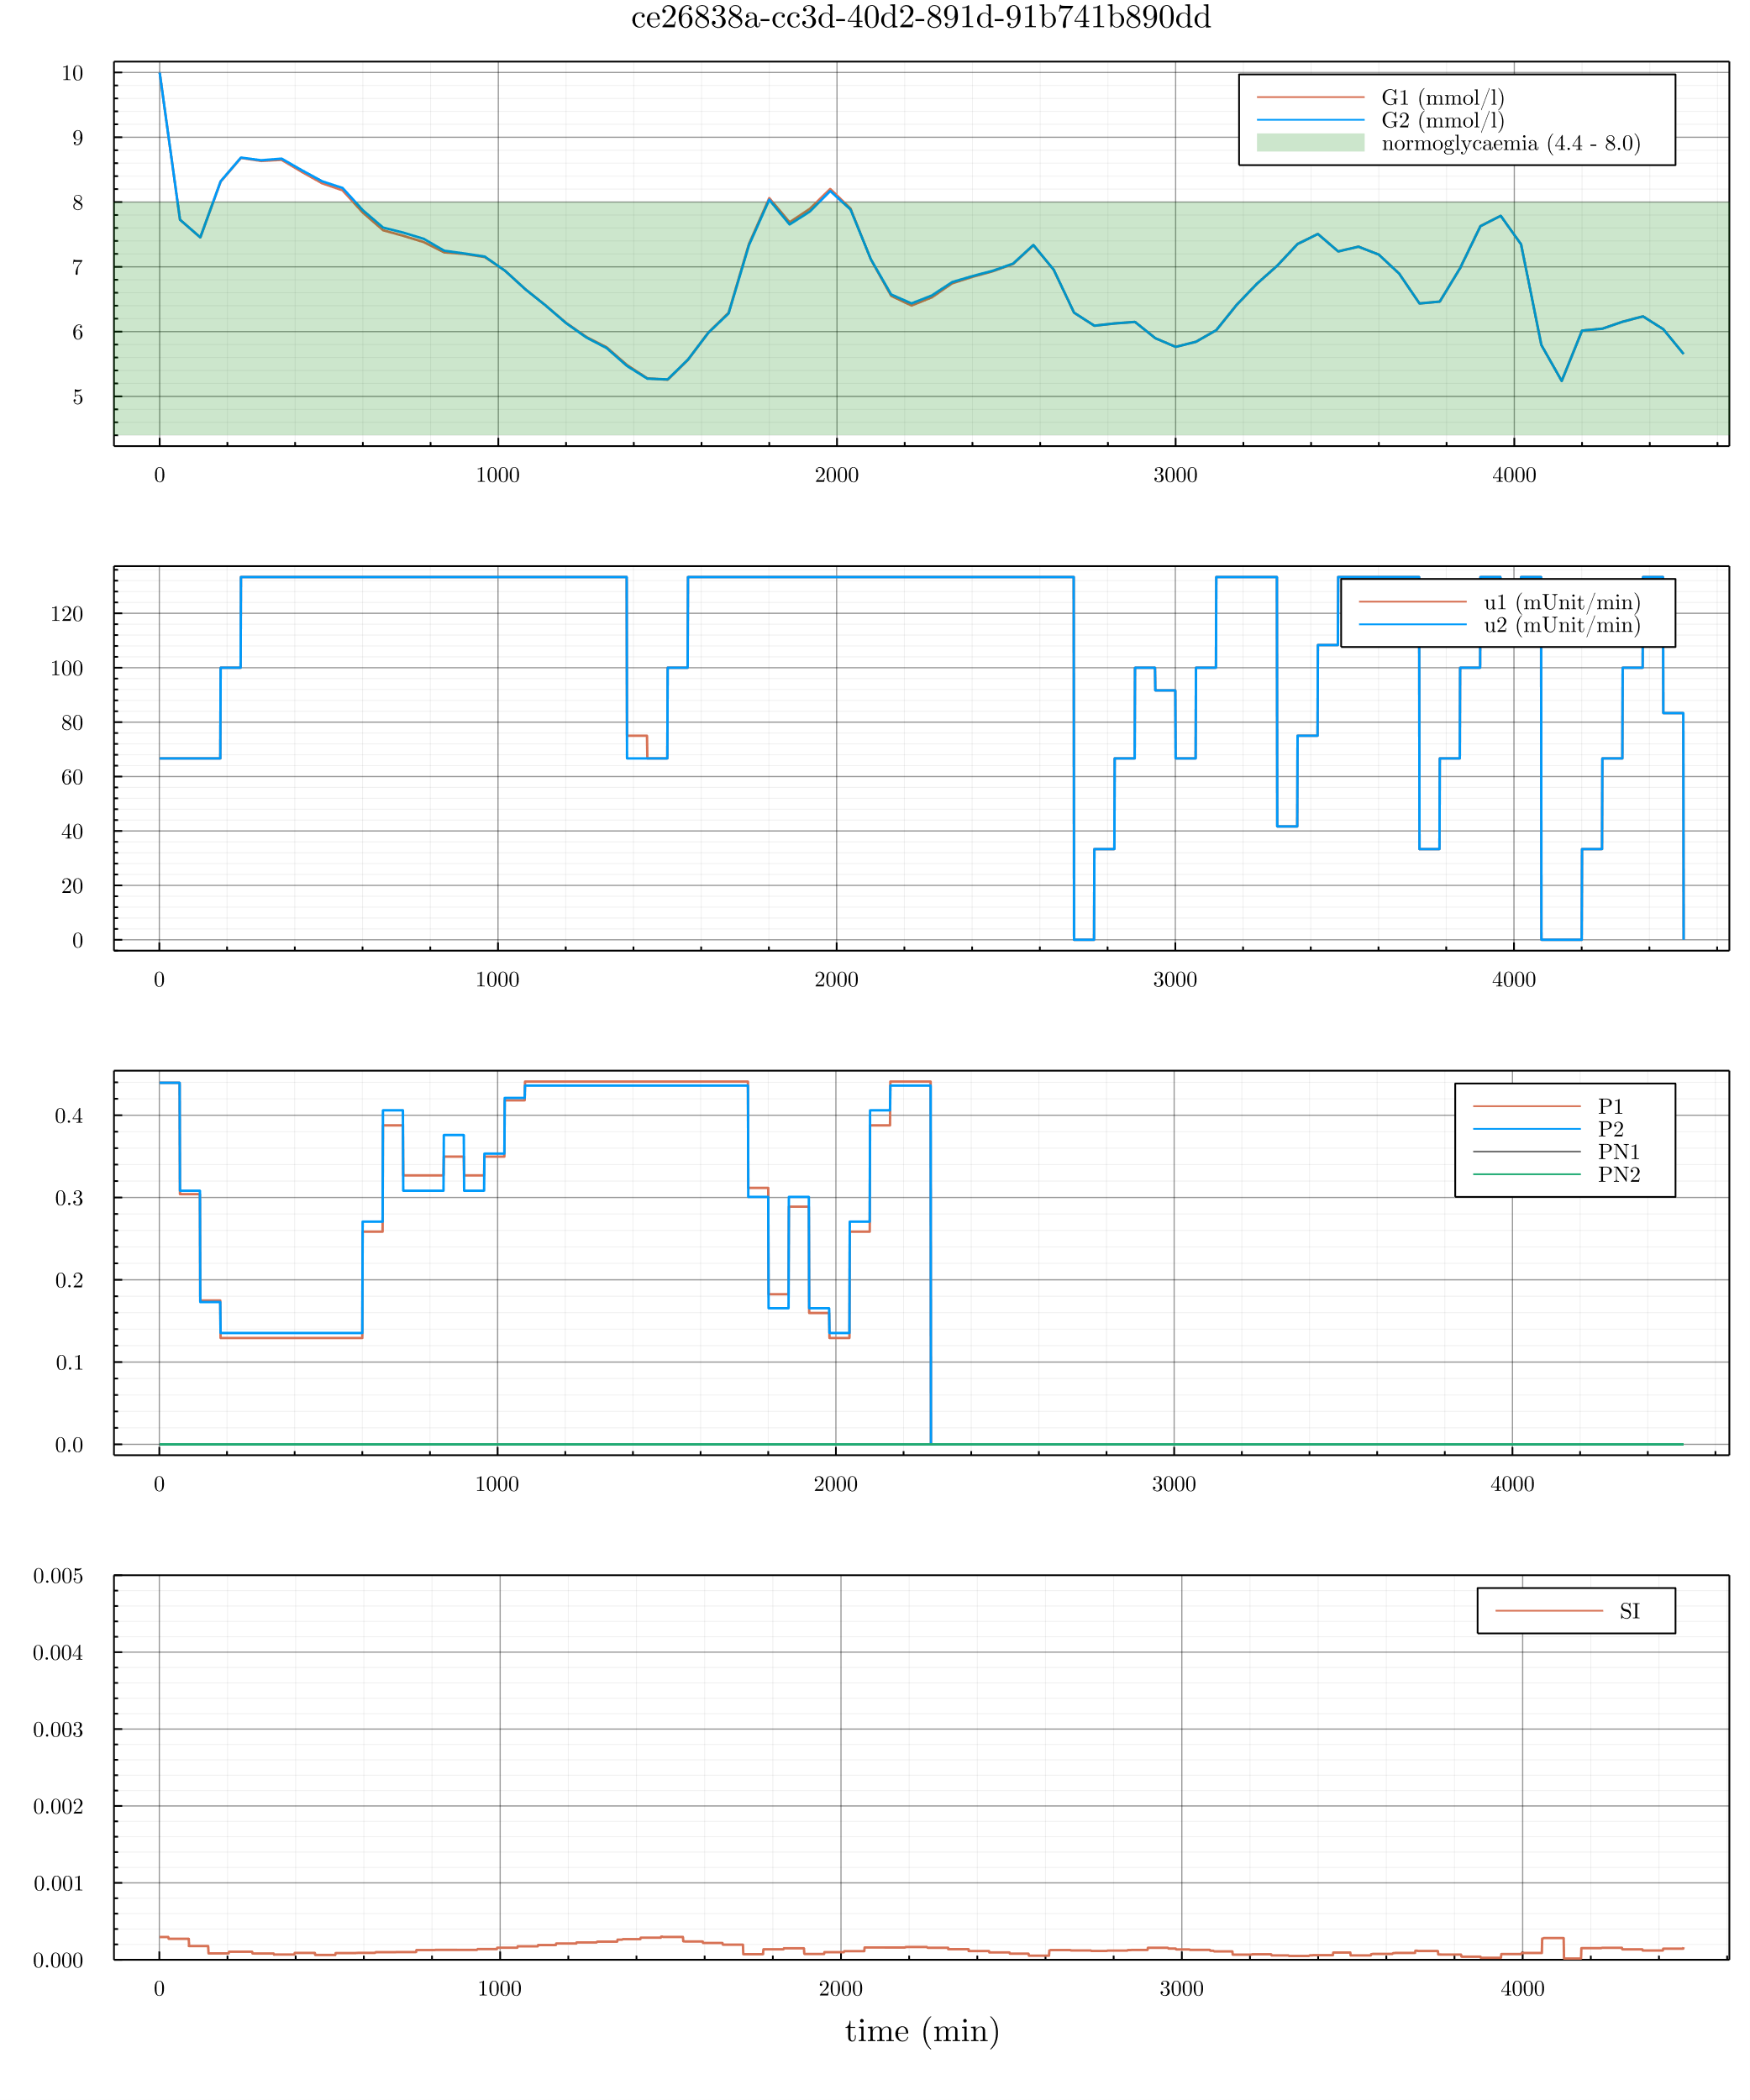 ce26838a-cc3d-40d2-891d-91b741b890dd
10
9
8
7
6
5
G1 (mmol/l)
G2 (mmol/l)
normoglycaemia (4.4 - 8.0)
0 1000 2000 3000 4000
120
100
80
60
40
20
0
u1 (mUnit/min)
u2 (mUnit/min)
0 1000 2000 3000 4000
0.4
0.3
0.2
0.1
0.0
P1
P2
PN1
PN2
0 1000 2000 3000 4000
0.005
0.004
0.003
0.002
0.001
0.000
SI
0 1000 2000 3000 4000
time (min)